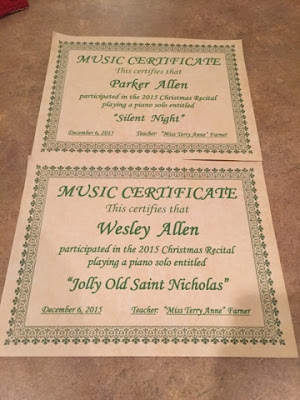 MUSIC CERTIFICATE
This certifies that
Parker Allen
participated in the 2015 Christmas Recital
playing a piano solo entitled
"Silent Night"
December 6, 2015 Teacher: "Miss Terry Anne" Farner
MUSIC CERTIFICATE
This certifies that
Wesley Allen
participated in the 2015 Christmas Recital
playing a piano solo entitled
"Jolly Old Saint Nicholas"
December 6, 2015 Teacher: "Miss Terry Anne" Farner